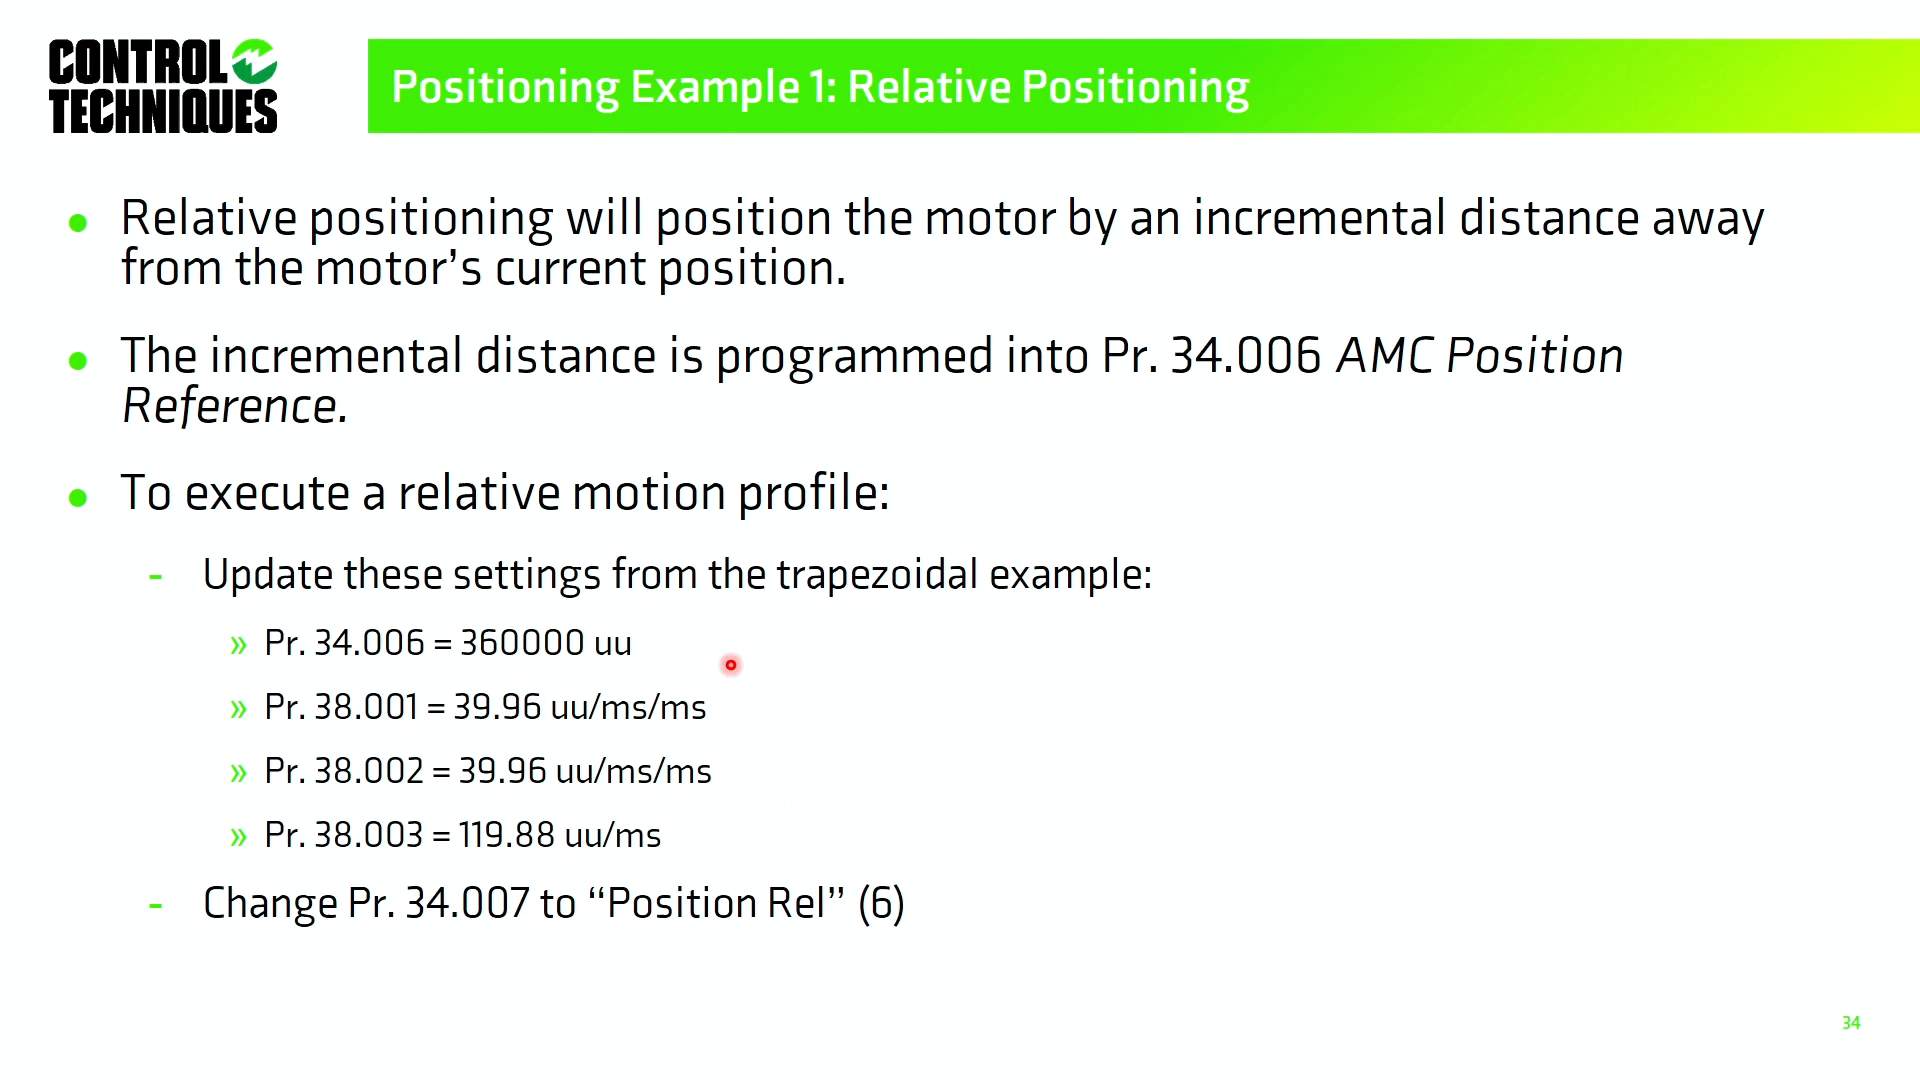 CONTROL
TECHNIQUES
Positioning Example 1: Relative Positioning
• Relative positioning will position the motor by an incremental distance away
from the motor’s current position.
• The incremental distance is programmed into Pr. 34.006 AMC Position
Reference.
• To execute a relative motion profile:
- Update these settings from the trapezoidal example:
» Pr. 34.006 = 360000 uu
» Pr. 38.001 = 39.96 uu/ms/ms
» Pr. 38.002 = 39.96 uu/ms/ms
» Pr. 38.003 = 119.88 uu/ms
- Change Pr. 34.007 to “Position Rel” (6)
34